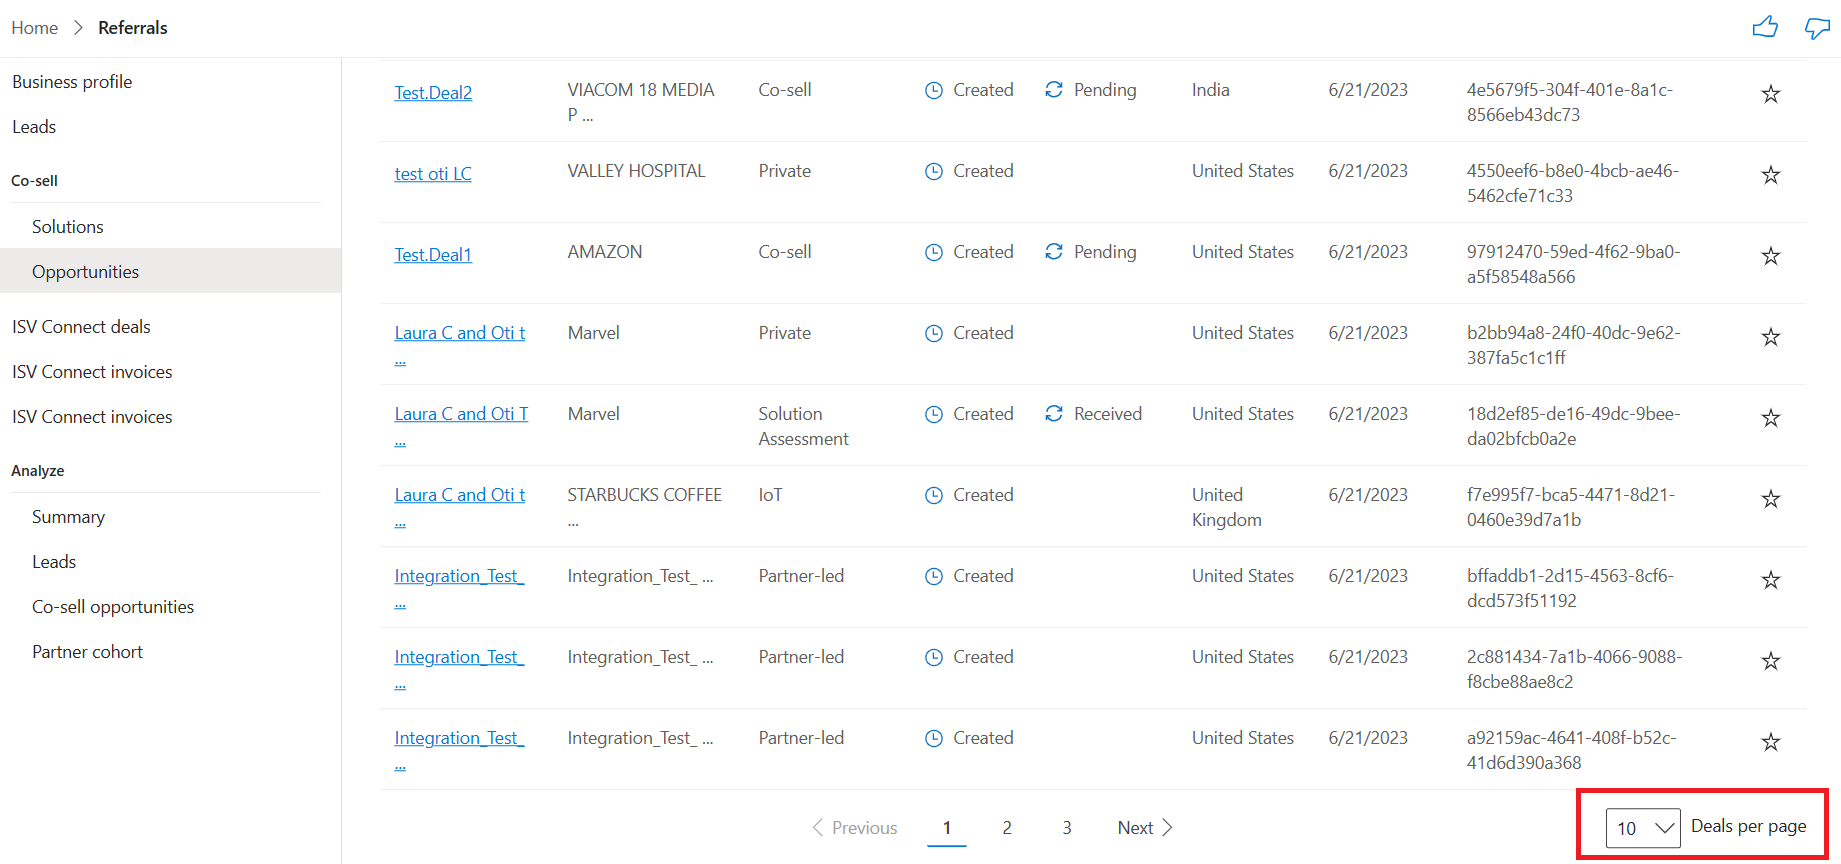 Home > Referrals
Business profile
Leads
Co-sell
Solutions
Opportunities
ISV Connect deals
ISV Connect invoices
ISV Connect invoices
Analyze
Summary
Leads
Co-sell opportunities
Partner cohort
Test.Deal2 VIACOM 18 MEDIA Co-sell Created Pending India 6/21/2023 4e5679f5-304f-401e-8a1c-
P ... 8566eb43dc73
test oti LC VALLEY HOSPITAL Private Created United States 6/21/2023 4550eef6-b8e0-4bcb-ae46-
5462cfe71c33
Test.Deal1 AMAZON Co-sell Created Pending United States 6/21/2023 97912470-59ed-4f62-9ba0-
a5f58548a566
Laura C and Oti t Marvel Private Created United States 6/21/2023 b2bb94a8-24f0-40dc-9e62-
... 387fa5c1c1ff
Laura C and Oti T Marvel Solution Created Received United States 6/21/2023 18d2ef85-de16-49dc-9bee-
... Assessment da02bfcb0a2e
Laura C and Oti t STARBUCKS COFFEE IoT Created United 6/21/2023 f7e995f7-bca5-4471-8d21-
... ... Kingdom 0460e39d7a1b
Integration_Test_ Integration_Test_ ... Partner-led Created United States 6/21/2023 bffaddb1-2d15-4563-8cf6-
... dcd573f51192
Integration_Test_ Integration_Test_ ... Partner-led Created United States 6/21/2023 2c881434-7a1b-4066-9088-
... f8cbe88ae8c2
Integration_Test_ Integration_Test_ ... Partner-led Created United States 6/21/2023 a92159ac-4641-408f-b52c-
... 41d6d390a368
< Previous 1 2 3 Next > 10 Deals per page